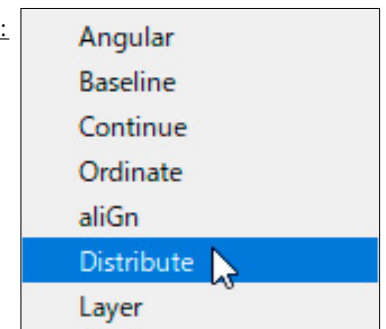 :
Angular
Baseline
Continue
Ordinate
aliGn
Distribute
Layer